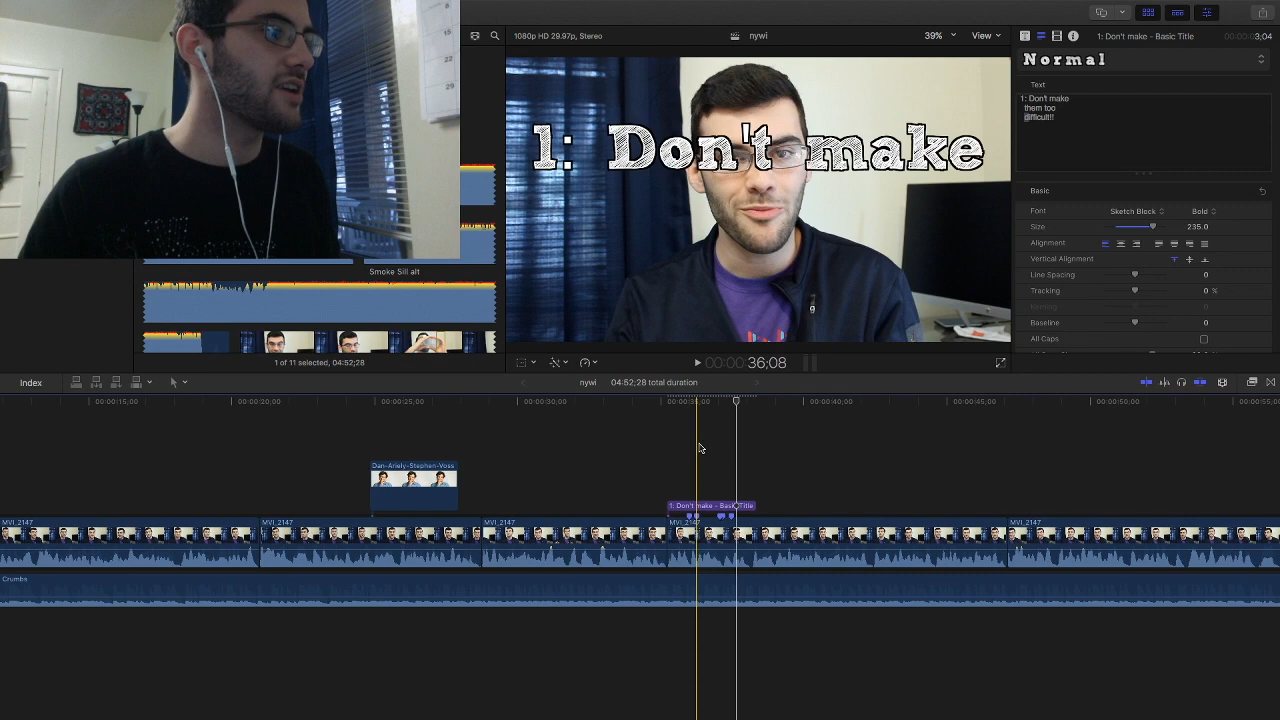 1080p HD 29.97p, Stereo
nywi
39%
View
1: Don't make - Basic Title
3;04
Normal
Text
1: Don't make
them too
difficult!!
1: Don't make
Basic
Font
Sketch Block
Bold
Size
235.0
Alignment
Vertical Alignment
Line Spacing
0
Tracking
0 %
Baseline
0
All Caps
22
29
Smoke Sill alt
1 of 11 selected, 04:52;28
00:00:36;08
Index
nywi
04:52;28 total duration
00:00:15;00
00:00:20;00
00:00:25;00
00:00:30;00
00:00:35;00
00:00:40;00
00:00:45;00
00:00:50;00
00:00:55;00
Dan-Ariely-Stephen-Voss
1: Don't make - Basic Title
MVI_2147
MVI_2147
MVI_2147
MVI_2147
MVI_2147
Crumbs